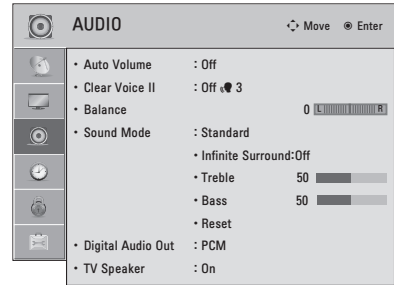 AUDIO Move Enter
• Auto Volume : Off
• Clear Voice II : Off 3
• Balance 0 L R
• Sound Mode : Standard
• Infinite Surround:Off
• Treble 50
• Bass 50
• Reset
• Digital Audio Out : PCM
• TV Speaker : On